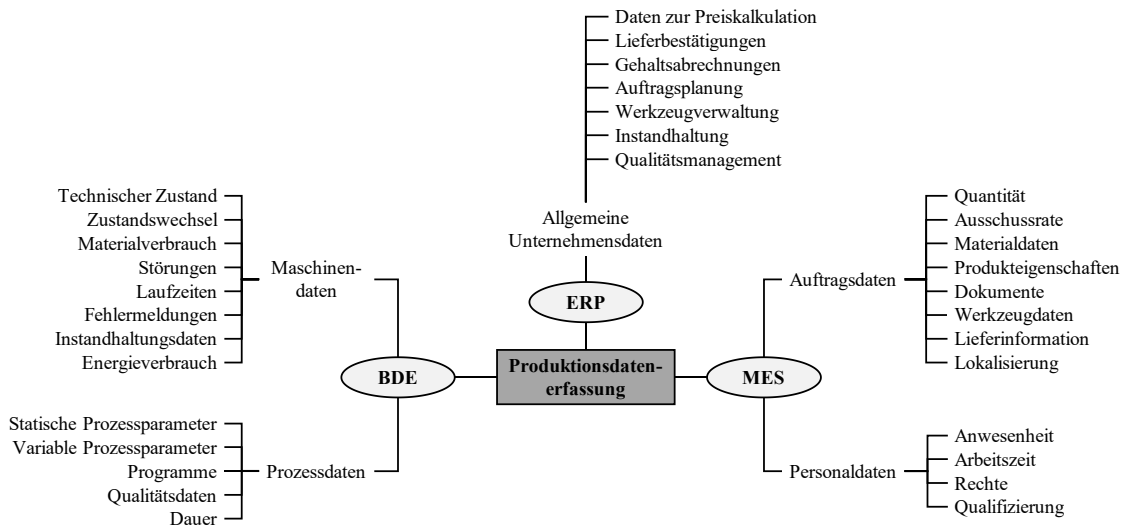 Daten zur Preiskalkulation
Lieferbestätigungen
Gehaltsabrechnungen
Auftragsplanung
Werkzeugverwaltung
Instandhaltung
Qualitätsmanagement
Allgemeine
Unternehmensdaten
ERP
Technischer Zustand
Zustandswechsel
Materialverbrauch
Störungen
Laufzeiten
Fehlermeldungen
Instandhaltungsdaten
Energieverbrauch
Maschinen-
daten
BDE
Produktionsdaten-
erfassung
MES
Auftragsdaten
Quantität
Ausschussrate
Materialdaten
Produkteigenschaften
Dokumente
Werkzeugdaten
Lieferinformation
Lokalisierung
Statische Prozessparameter
Variable Prozessparameter
Programme
Qualitätsdaten
Dauer
Prozessdaten
Personaldaten
Anwesenheit
Arbeitszeit
Rechte
Qualifizierung